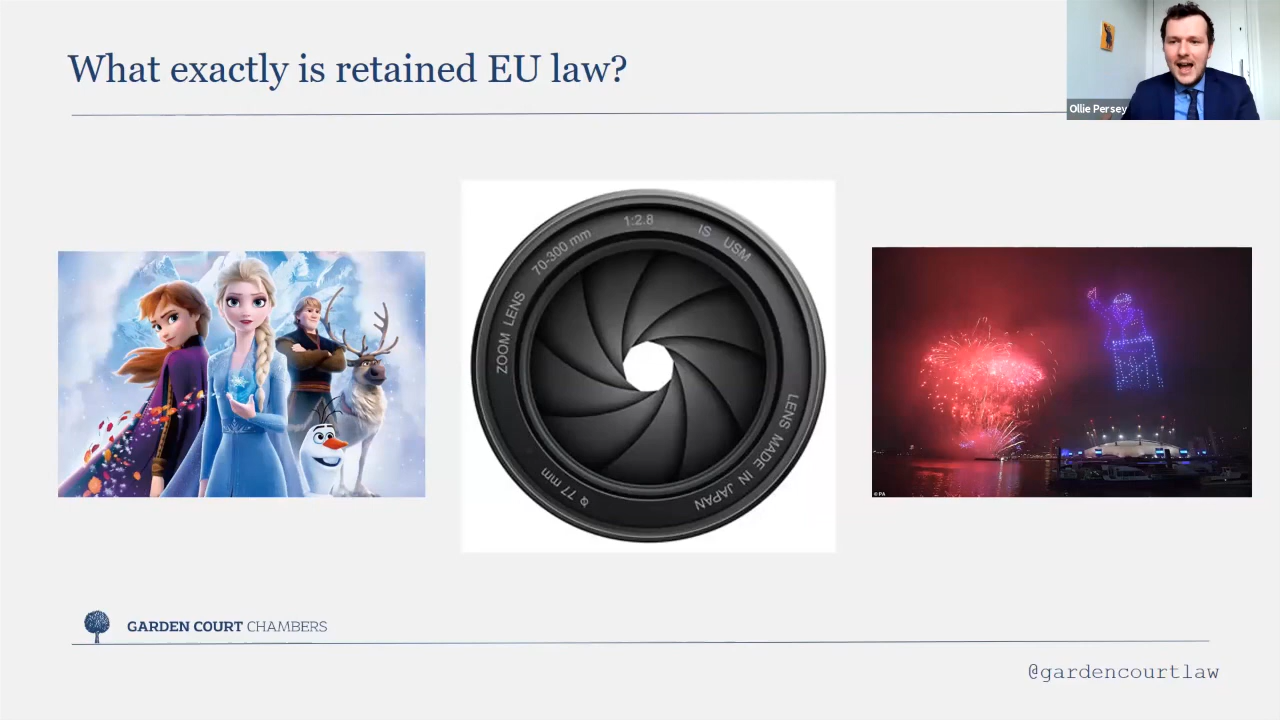 What exactly is retained EU law?
Ollie Persey
1:2.8
70-300 mm
IS USM
ZOOM LENS
LENS MADE IN JAPAN
φ 77 mm
© PA
GARDEN COURT CHAMBERS
@gardencourtlaw